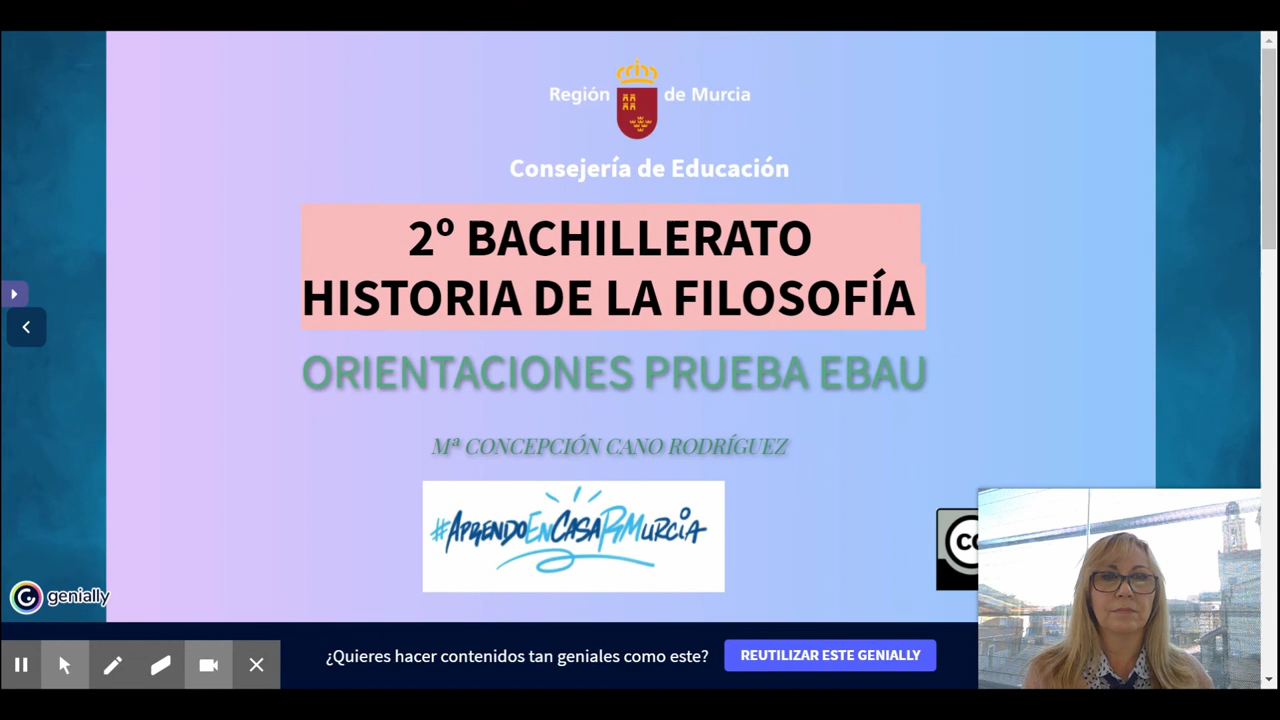 Región de Murcia
Consejería de Educación
2º BACHILLERATO
HISTORIA DE LA FILOSOFÍA
ORIENTACIONES PRUEBA EBAU
Mª CONCEPCIÓN CANO RODRÍGUEZ
#APRENDOENCASARMURCIA
cc
genially
¿Quieres hacer contenidos tan geniales como este?
REUTILIZAR ESTE GENIALLY